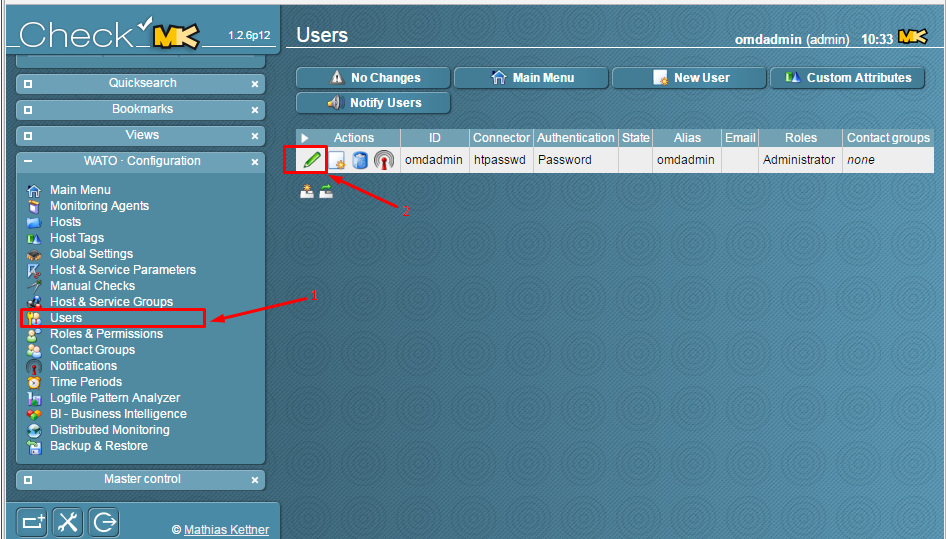 Check MK 1.2.6p12
Quicksearch
Bookmarks
Views
WATO · Configuration
Main Menu
Monitoring Agents
Hosts
Host Tags
Global Settings
Host & Service Parameters
Manual Checks
Host & Service Groups
Users
Roles & Permissions
Contact Groups
Notifications
Time Periods
Logfile Pattern Analyzer
BI - Business Intelligence
Distributed Monitoring
Backup & Restore
Master control
© Mathias Kettner
Users
omdadmin (admin) 10:33 MK
No Changes Main Menu New User Custom Attributes
Notify Users
Actions ID Connector Authentication State Alias Email Roles Contact groups
omdadmin htpasswd Password omdadmin Administrator none
1